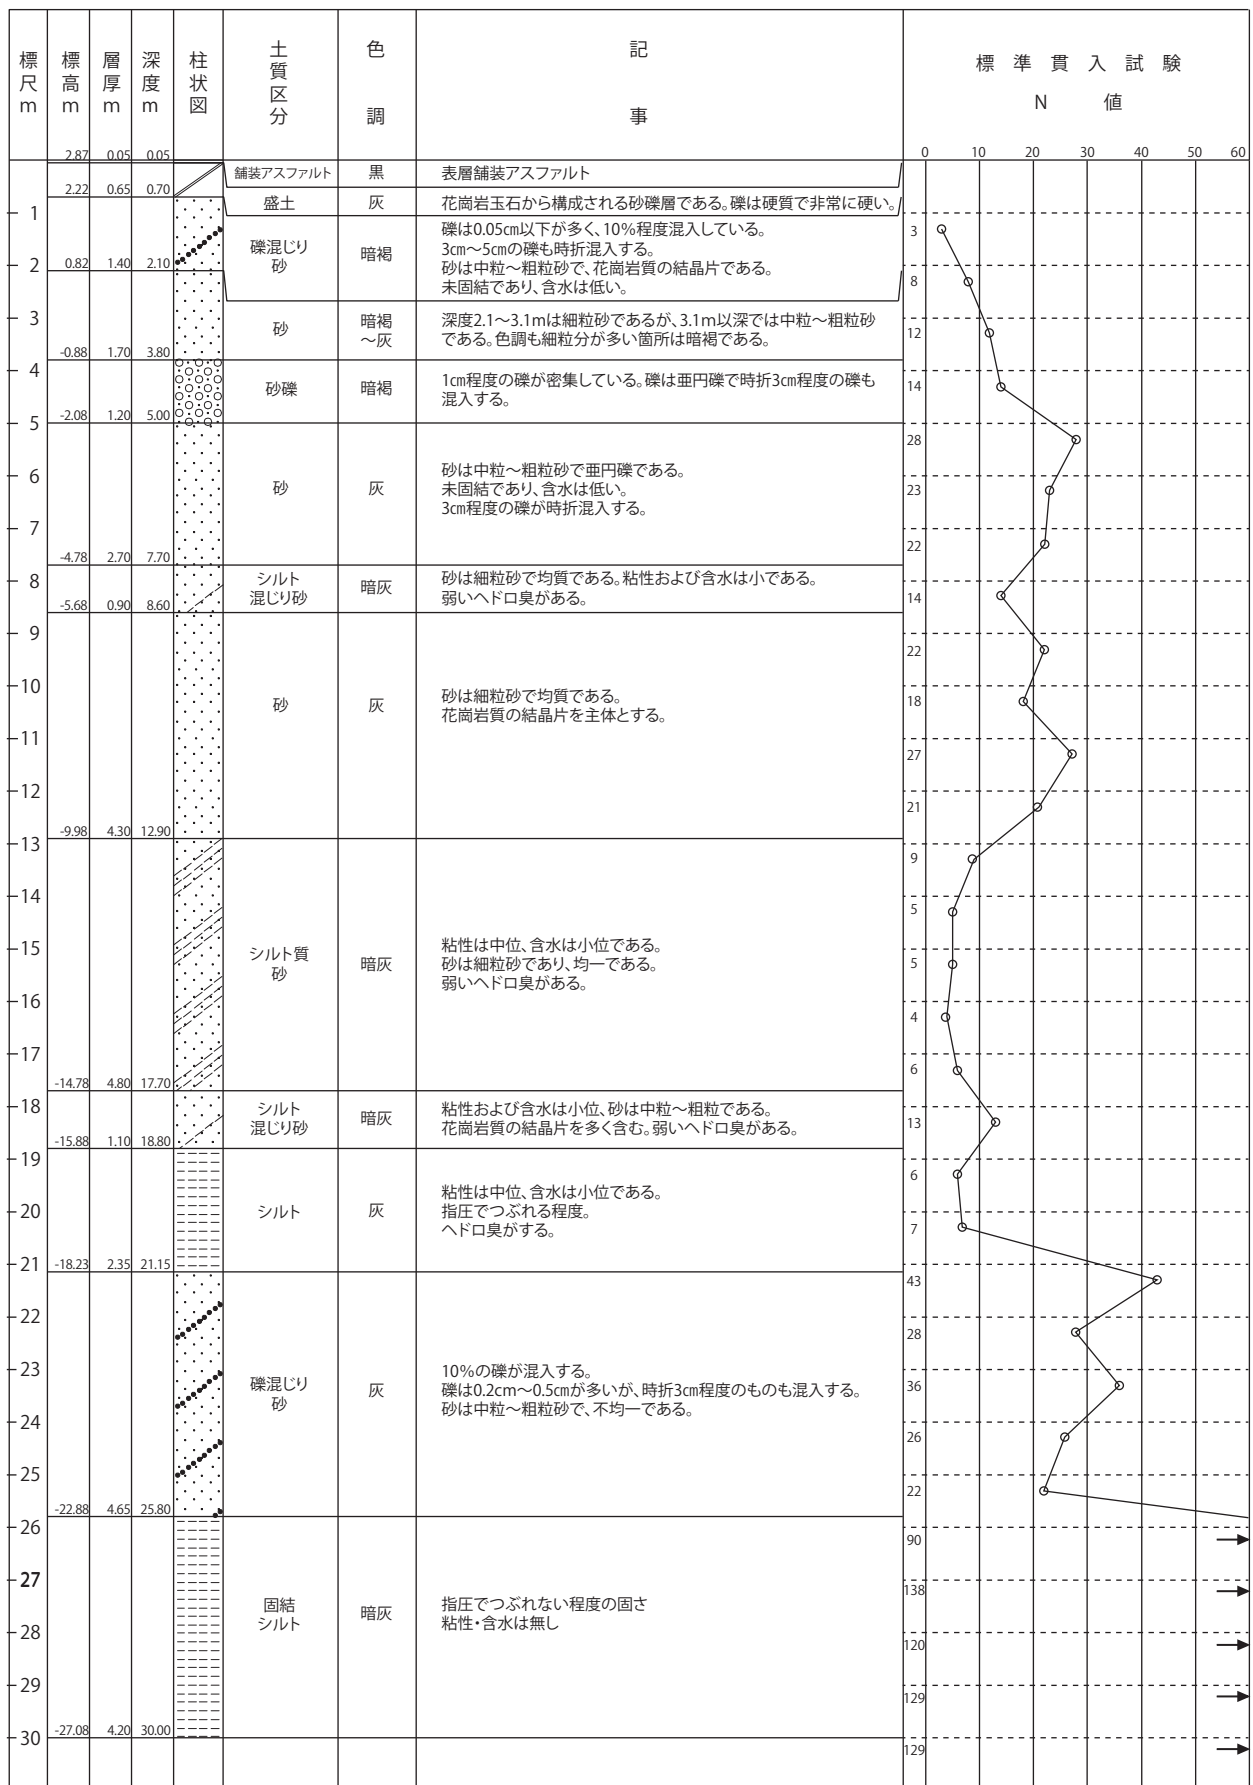 標尺m 標高m 層厚m 深度m 柱状図 土質区分 色調 記事 標準貫入試験
N 値
0 10 20 30 40 50 60
2.87 0.05 0.05
舗装アスファルト 黒 表層舗装アスファルト
2.22 0.65 0.70
盛土 灰 花崗岩玉石から構成される砂礫層である。礫は硬質で非常に硬い。
1
3
礫混じり
砂
暗褐
礫は0.05㎝以下が多く、10%程度混入している。
3cm～5cmの礫も時折混入する。
砂は中粒～粗粒砂で、花崗岩質の結晶片である。
未固結であり、含水は低い。
2
0.82 1.40 2.10
8
3
砂
暗褐
～灰
深度2.1～3.1mは細粒砂であるが、3.1m以深では中粒～粗粒砂
である。色調も細粒分が多い箇所は暗褐である。
12
-0.88 1.70 3.80
4
砂礫 暗褐
1㎝程度の礫が密集している。礫は亜円礫で時折3㎝程度の礫も
混入する。
14
-2.08 1.20 5.00
5
28
6
砂 灰
砂は中粒～粗粒砂で亜円礫である。
未固結であり、含水は低い。
3㎝程度の礫が時折混入する。
23
7
22
-4.78 2.70 7.70
8
シルト
混じり砂
暗灰
砂は細粒砂で均質である。粘性および含水は小である。
弱いヘドロ臭がある。
14
-5.68 0.90 8.60
9
22
10
砂 灰
砂は細粒砂で均質である。
花崗岩質の結晶片を主体とする。
18
11
27
12
21
-9.98 4.30 12.90
13
9
14
5
15
シルト質
砂
暗灰
粘性は中位、含水は小位である。
砂は細粒砂であり、均一である。
弱いヘドロ臭がある。
5
16
4
17
6
-14.78 4.80 17.70
18
シルト
混じり砂
暗灰
粘性および含水は小位、砂は中粒～粗粒である。
花崗岩質の結晶片を多く含む。弱いヘドロ臭がある。
13
-15.88 1.10 18.80
19
6
20
シルト 灰
粘性は中位、含水は小位である。
指圧でつぶれる程度。
ヘドロ臭がする。
7
21
-18.23 2.35 21.15
43
22
28
23
礫混じり
砂
灰
10%の礫が混入する。
礫は0.2cm～0.5㎝が多いが、時折3㎝程度のものも混入する。
砂は中粒～粗粒砂で、不均一である。
36
24
26
25
22
-22.88 4.65 25.80
26
90
27
138
固結
シルト
暗灰
指圧でつぶれない程度の固さ
粘性・含水は無し
28
120
29
129
30
-27.08 4.20 30.00
129